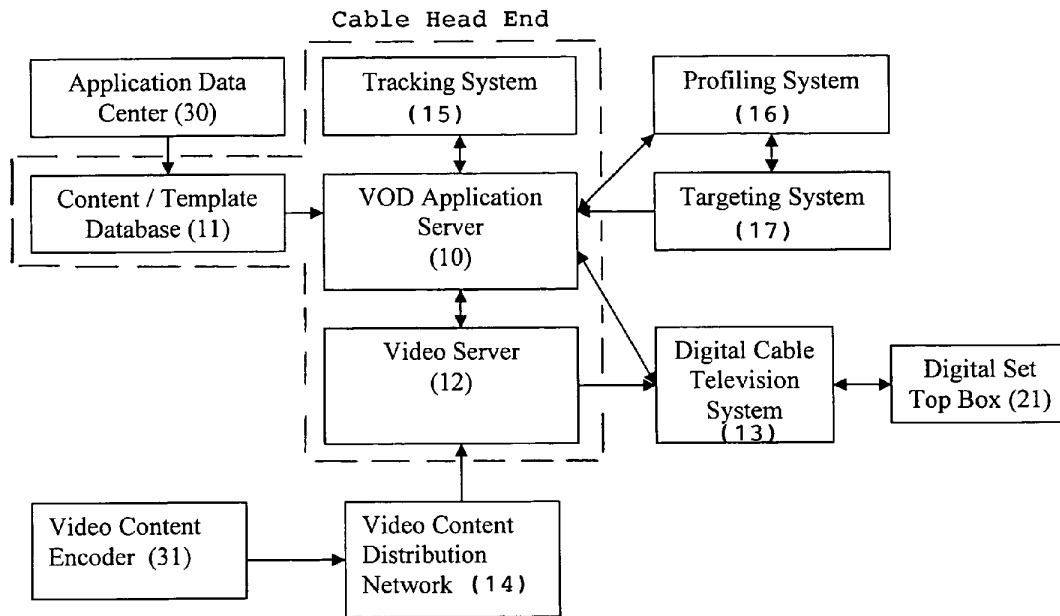 Cable Head End
Application Data
Center (30)
Tracking System
(15)
Profiling System
(16)
Content / Template
Database (11)
VOD Application
Server
(10)
Targeting System
(17)
Video Server
(12)
Digital Cable
Television
System
(13)
Digital Set
Top Box (21)
Video Content
Encoder (31)
Video Content
Distribution
Network (14)